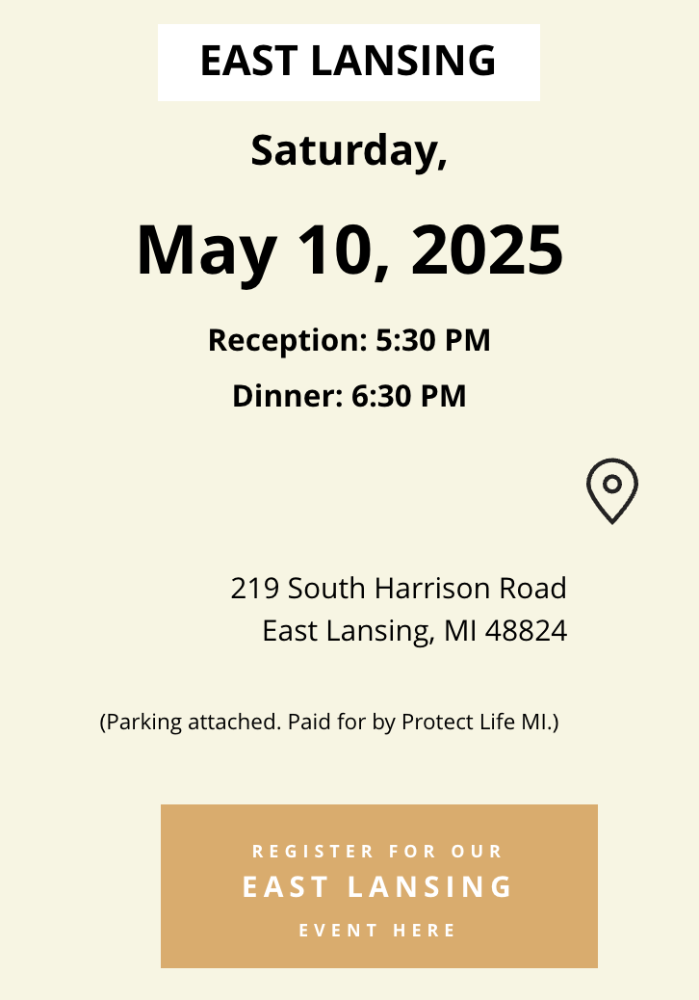 EAST LANSING
Saturday,
May 10, 2025
Reception: 5:30 PM
Dinner: 6:30 PM
219 South Harrison Road
East Lansing, MI 48824
(Parking attached. Paid for by Protect Life MI.)
REGISTER FOR OUR
EAST LANSING
EVENT HERE